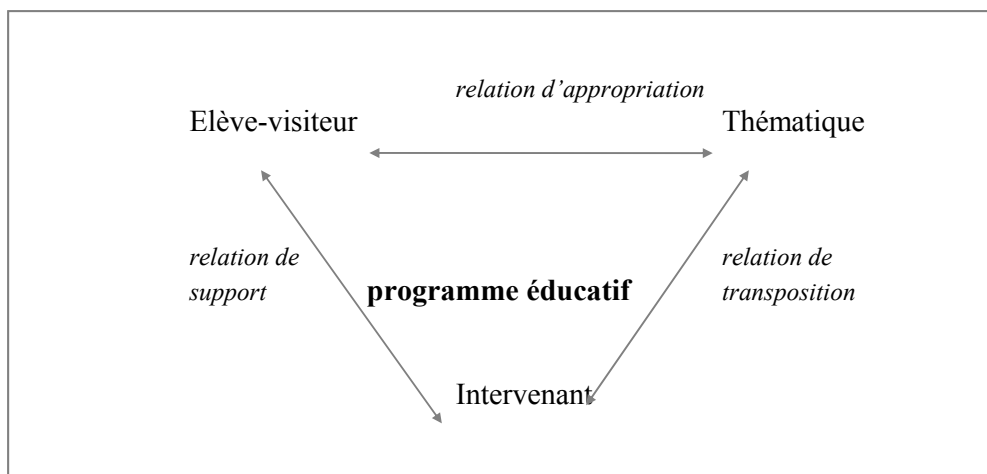 relation d’appropriation
Elève-visiteur
Thématique
relation de
support
programme éducatif
relation de
transposition
Intervenant